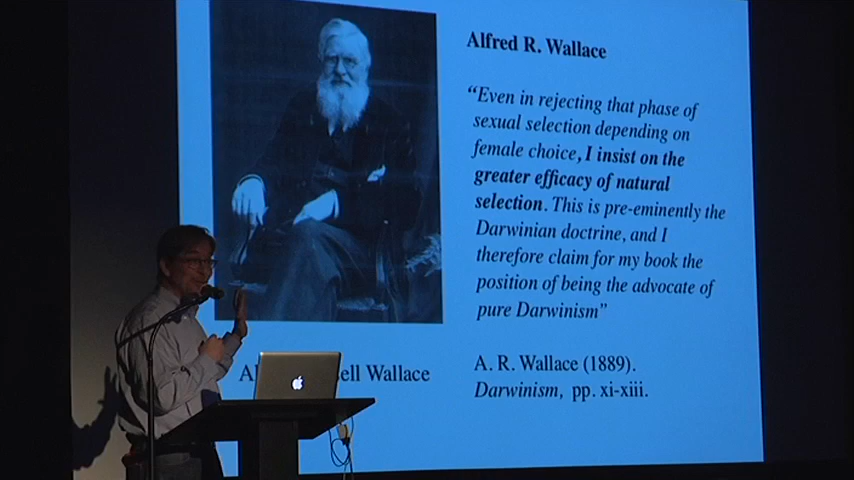 Alfred R. Wallace
“Even in rejecting that phase of
sexual selection depending on
female choice, I insist on the
greater efficacy of natural
selection. This is pre-eminently the
Darwinian doctrine, and I
therefore claim for my book the
position of being the advocate of
pure Darwinism”
A. R. Wallace (1889).
Darwinism, pp. xi-xiii.
Wallace